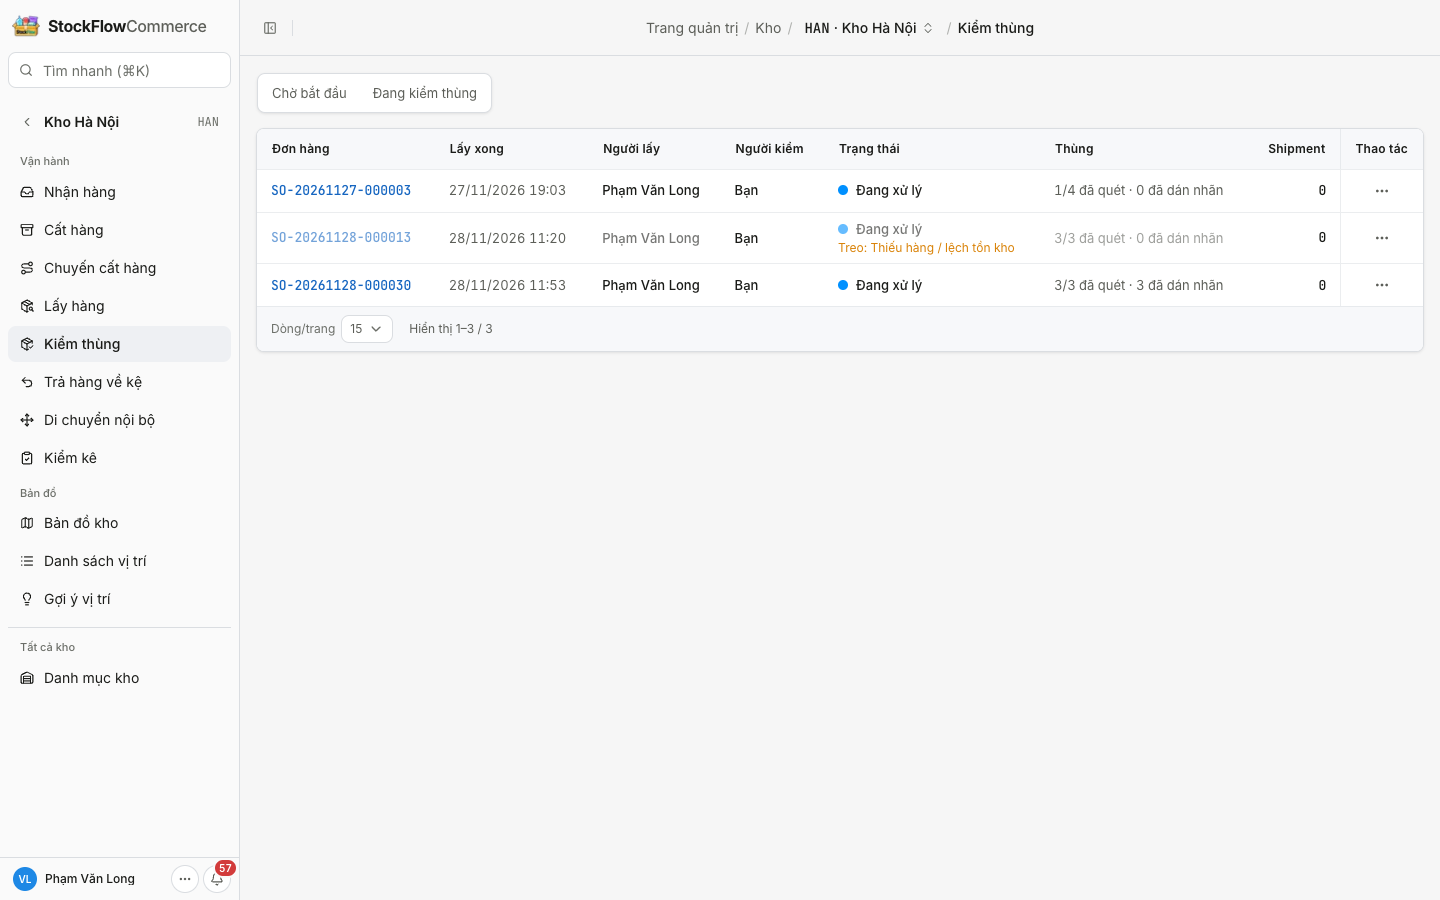 StockFlowCommerce
Tìm nhanh (⌘K)
Kho Hà Nội HAN
Vận hành
Nhận hàng
Cất hàng
Chuyến cất hàng
Lấy hàng
Kiểm thùng
Trả hàng về kệ
Di chuyển nội bộ
Kiểm kê
Bản đồ
Bản đồ kho
Danh sách vị trí
Gợi ý vị trí
Tất cả kho
Danh mục kho
VL Phạm Văn Long 57
Trang quản trị / Kho / HAN · Kho Hà Nội / Kiểm thùng
Chờ bắt đầu Đang kiểm thùng
Đơn hàng Lấy xong Người lấy Người kiểm Trạng thái Thùng Shipment Thao tác
SO-20261127-000003 27/11/2026 19:03 Phạm Văn Long Bạn Đang xử lý 1/4 đã quét · 0 đã dán nhãn 0
SO-20261128-000013 28/11/2026 11:20 Phạm Văn Long Bạn Đang xử lý 3/3 đã quét · 0 đã dán nhãn 0
Treo: Thiếu hàng / lệch tồn kho
SO-20261128-000030 28/11/2026 11:53 Phạm Văn Long Bạn Đang xử lý 3/3 đã quét · 3 đã dán nhãn 0
Dòng/trang 15 Hiển thị 1–3 / 3